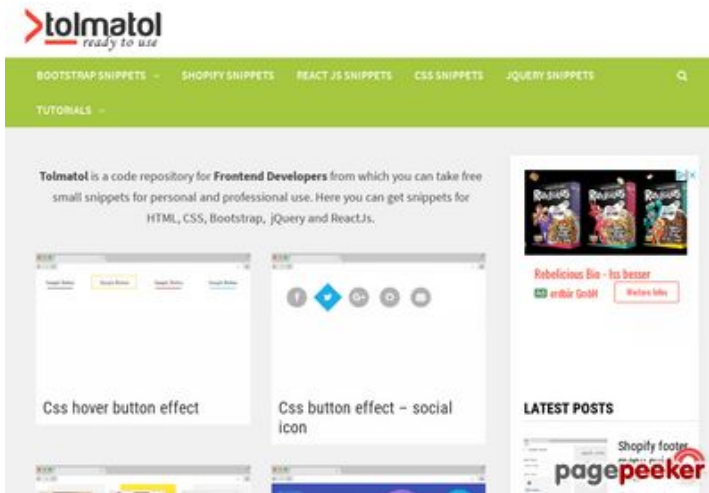 >tolmatol
ready to use
BOOTSTRAP SNIPPETS
SHOPIFY SNIPPETS
REACT JS SNIPPETS
CSS SNIPPETS
JQUERY SNIPPETS
TUTORIALS
Tolmatol is a code repository for Frontend Developers from which you can take free
small snippets for personal and professional use. Here you can get snippets for
HTML, CSS, Bootstrap, jQuery and ReactJs.
Rebelicious Bio - Iss besser
Ad erdbär GmbH
Weitere Infos
Css hover button effect
Css button effect – social
icon
LATEST POSTS
Shopify footer
pagepeeker